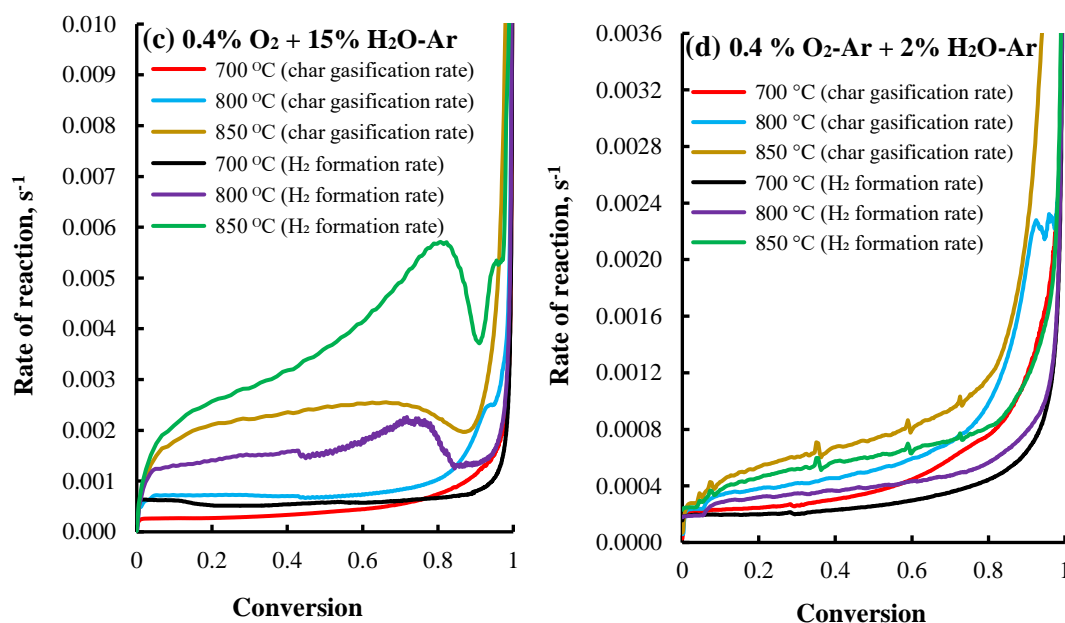 (c) 0.4% O₂ + 15% H₂O-Ar
700 ᴼC (char gasification rate)
800 ᴼC (char gasification rate)
850 ᴼC (char gasification rate)
700 ᴼC (H₂ formation rate)
800 ᴼC (H₂ formation rate)
850 ᴼC (H₂ formation rate)
Rate of reaction, s⁻¹
0.010
0.009
0.008
0.007
0.006
0.005
0.004
0.003
0.002
0.001
0.000
0 0.2 0.4 0.6 0.8 1
Conversion
(d) 0.4 % O₂-Ar + 2% H₂O-Ar
700 °C (char gasification rate)
800 °C (char gasification rate)
850 °C (char gasification rate)
700 °C (H₂ formation rate)
800 °C (H₂ formation rate)
850 °C (H₂ formation rate)
Rate of reaction, s⁻¹
0.0036
0.0032
0.0028
0.0024
0.0020
0.0016
0.0012
0.0008
0.0004
0.0000
0 0.2 0.4 0.6 0.8 1
Conversion